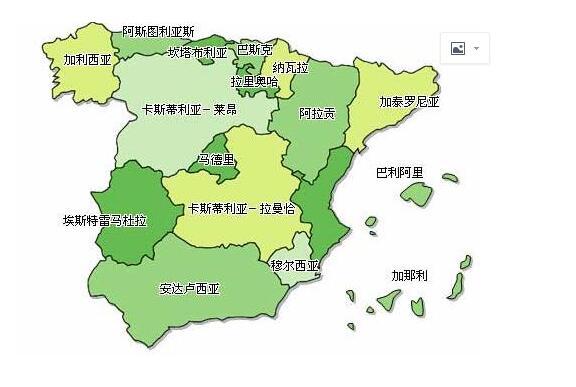 阿斯图利亚斯
坎塔布利亚
巴斯克
加利西亚
纳瓦拉
拉里奥哈
卡斯蒂利亚－莱昂
阿拉贡
加泰罗尼亚
马德里
巴利阿里
卡斯蒂利亚－拉曼恰
埃斯特雷马杜拉
穆尔西亚
加那利
安达卢西亚